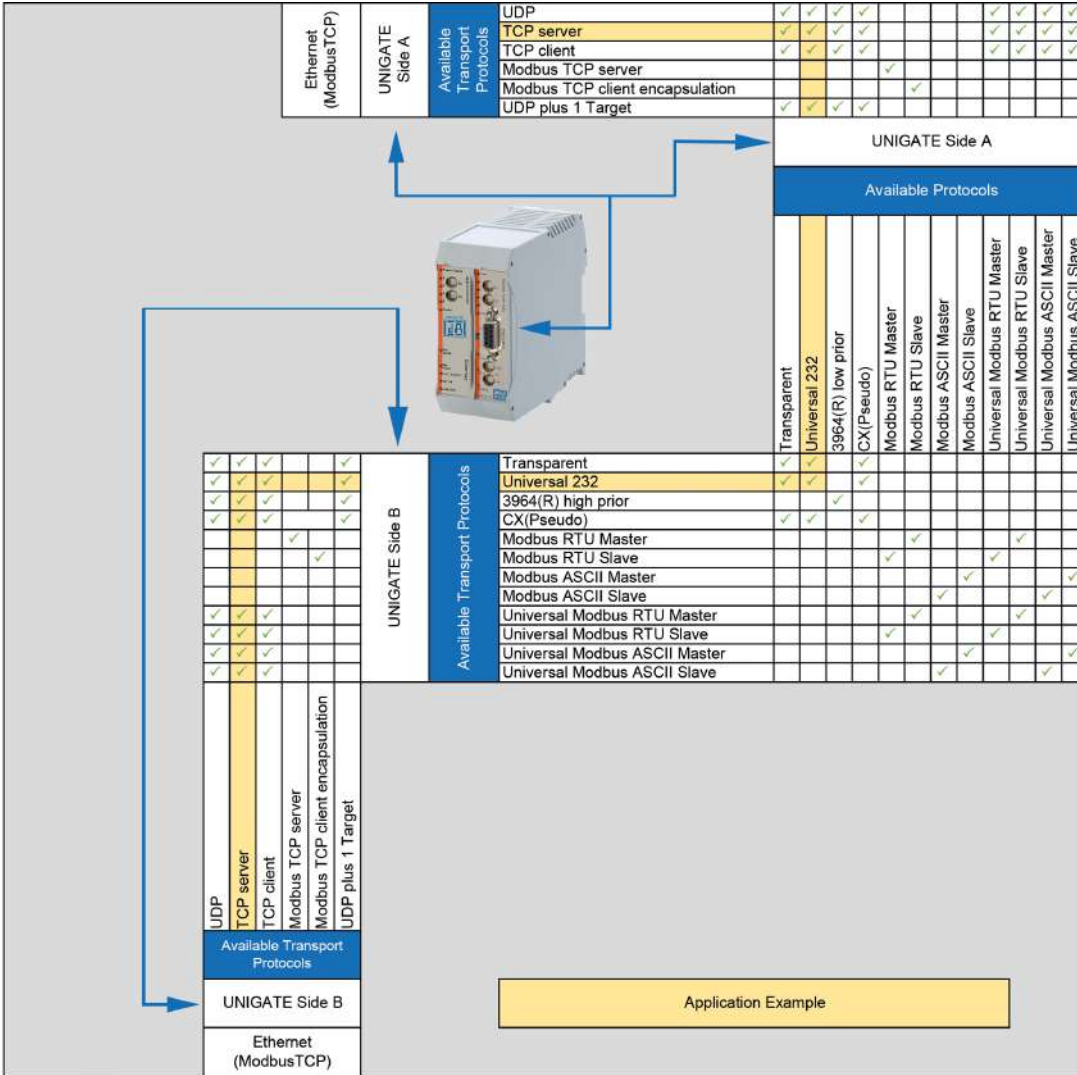 Ethernet
(ModbusTCP)
UNIGATE
Side A
Available
Transport
Protocols
UDP
TCP server
TCP client
Modbus TCP server
Modbus TCP client encapsulation
UDP plus 1 Target
UNIGATE Side A
Available Protocols
Transparent
Universal 232
3964(R) low prior
CX(Pseudo)
Modbus RTU Master
Modbus RTU Slave
Modbus ASCII Master
Modbus ASCII Slave
Universal Modbus RTU Master
Universal Modbus RTU Slave
Universal Modbus ASCII Master
Universal Modbus ASCII Slave
UNIGATE Side B
Available Transport Protocols
Transparent
Universal 232
3964(R) high prior
CX(Pseudo)
Modbus RTU Master
Modbus RTU Slave
Modbus ASCII Master
Modbus ASCII Slave
Universal Modbus RTU Master
Universal Modbus RTU Slave
Universal Modbus ASCII Master
Universal Modbus ASCII Slave
UDP
TCP server
TCP client
Modbus TCP server
Modbus TCP client encapsulation
UDP plus 1 Target
Available Transport
Protocols
UNIGATE Side B
Ethernet
(ModbusTCP)
Application Example